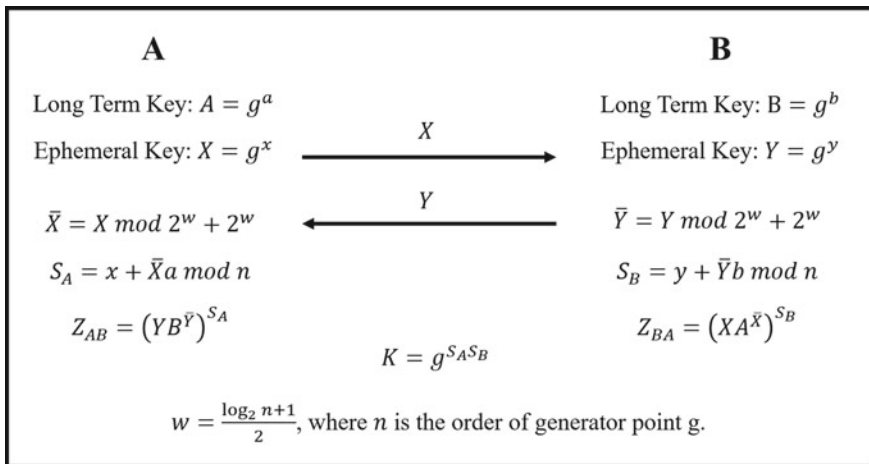 A
B
Long Term Key: A = g^a
Long Term Key: B = g^b
Ephemeral Key: X = g^x
X
Ephemeral Key: Y = g^y
Y
X̄ = X mod 2^w + 2^w
Ȳ = Y mod 2^w + 2^w
S_A = x + X̄a mod n
S_B = y + Ȳb mod n
Z_AB = (YB^Ȳ)^S_A
Z_BA = (XA^X̄)^S_B
K = g^S_A S_B
w = (log₂ n+1)/2, where n is the order of generator point g.